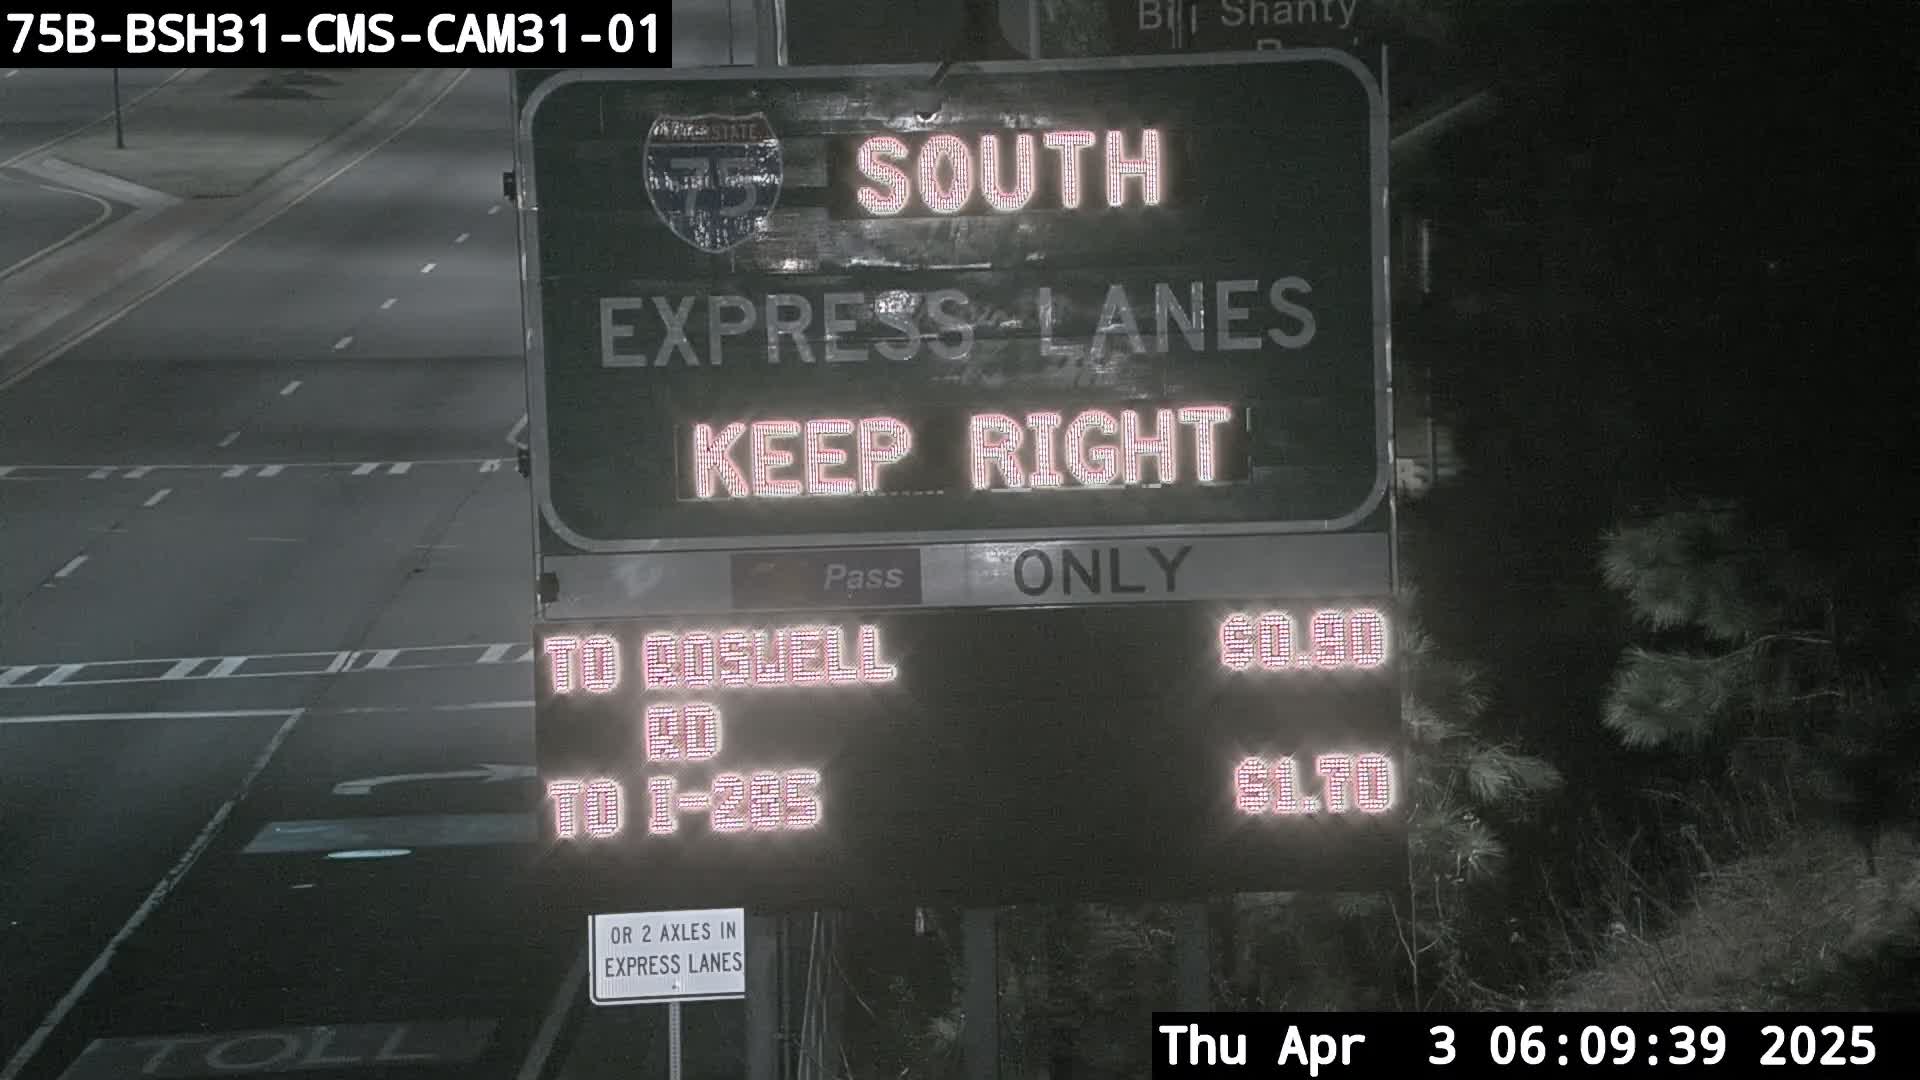 75B-BSH31-CMS-CAM31-01
Bill Shanty
INTERSTATE
75 SOUTH
EXPRESS LANES
KEEP RIGHT
Pass ONLY
TO ROSWELL $0.90
RD
TO I-285 $1.70
OR 2 AXLES IN
EXPRESS LANES
TOLL
Thu Apr 3 06:09:39 2025